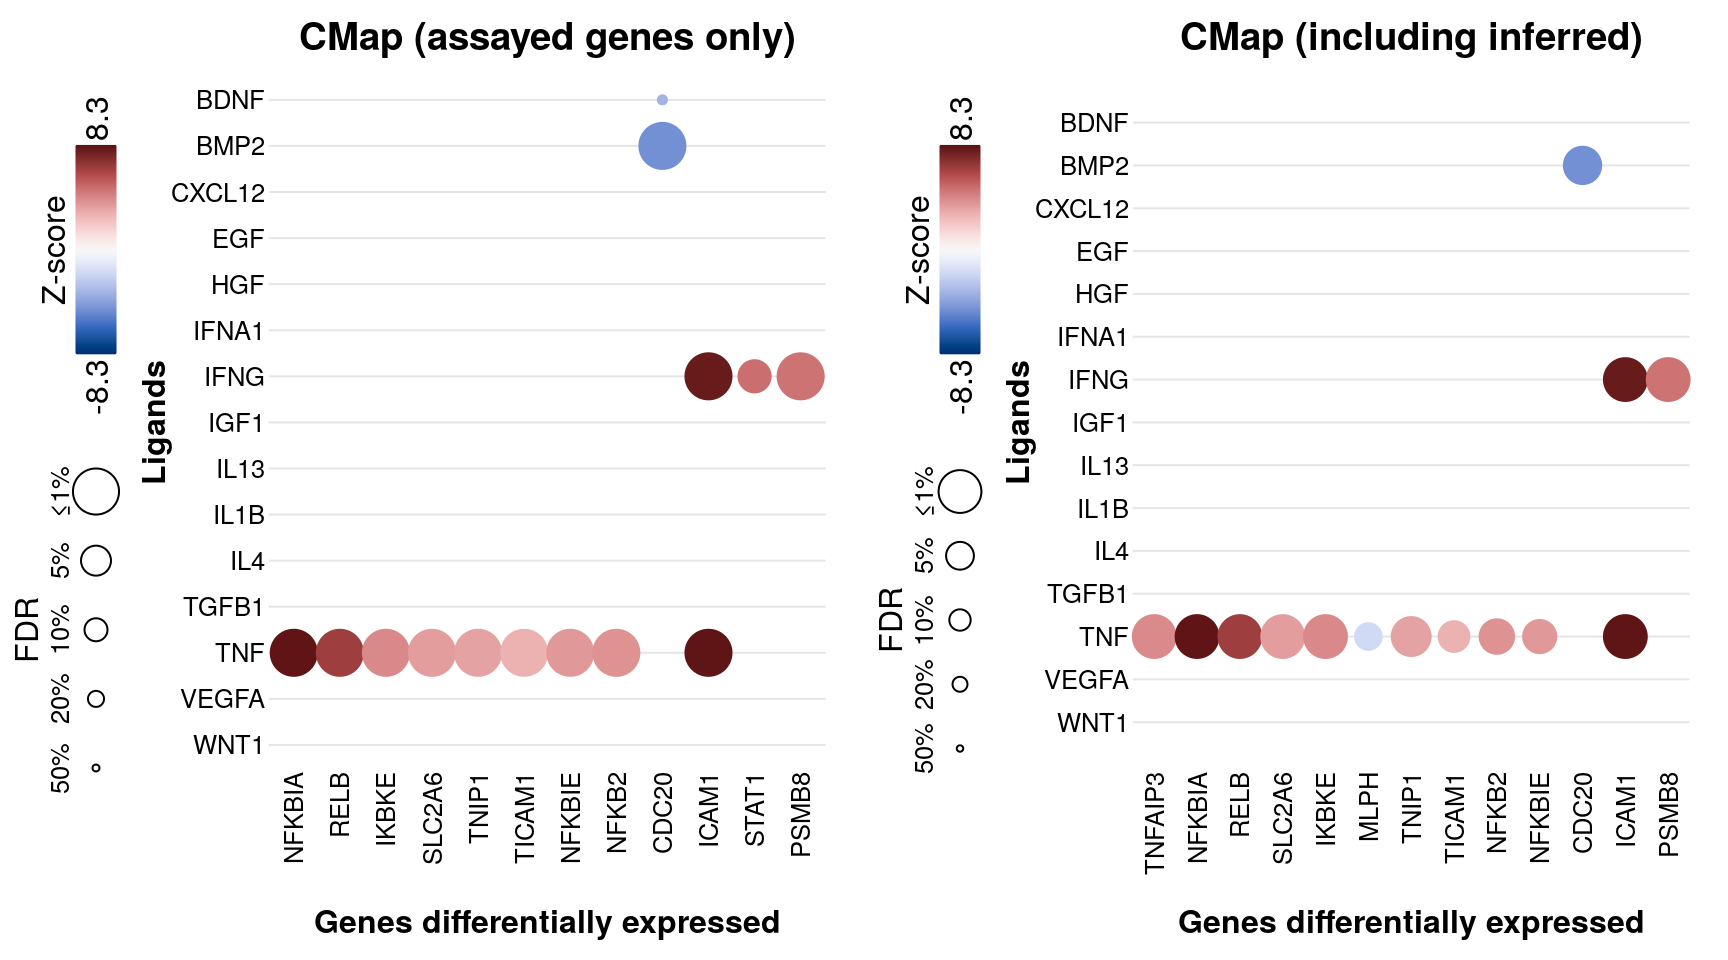 CMap (assayed genes only)
8.3
Z-score
-8.3
FDR
≤1%
5%
10%
20%
50%
Ligands
BDNF
BMP2
CXCL12
EGF
HGF
IFNA1
IFNG
IGF1
IL13
IL1B
IL4
TGFB1
TNF
VEGFA
WNT1
NFKBIA
RELB
IKBKE
SLC2A6
TNIP1
TICAM1
NFKBIE
NFKB2
CDC20
ICAM1
STAT1
PSMB8
Genes differentially expressed
CMap (including inferred)
8.3
Z-score
-8.3
FDR
≤1%
5%
10%
20%
50%
Ligands
BDNF
BMP2
CXCL12
EGF
HGF
IFNA1
IFNG
IGF1
IL13
IL1B
IL4
TGFB1
TNF
VEGFA
WNT1
TNFAIP3
NFKBIA
RELB
SLC2A6
IKBKE
MLPH
TNIP1
TICAM1
NFKB2
NFKBIE
CDC20
ICAM1
PSMB8
Genes differentially expressed